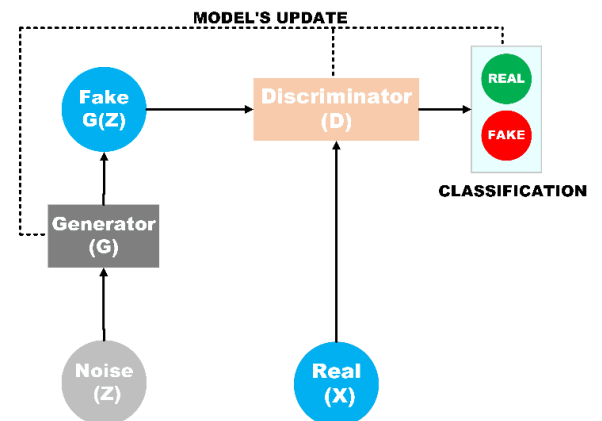 MODEL'S UPDATE
Fake
G(Z)
Discriminator
(D)
REAL
FAKE
CLASSIFICATION
Generator
(G)
Noise
(Z)
Real
(X)